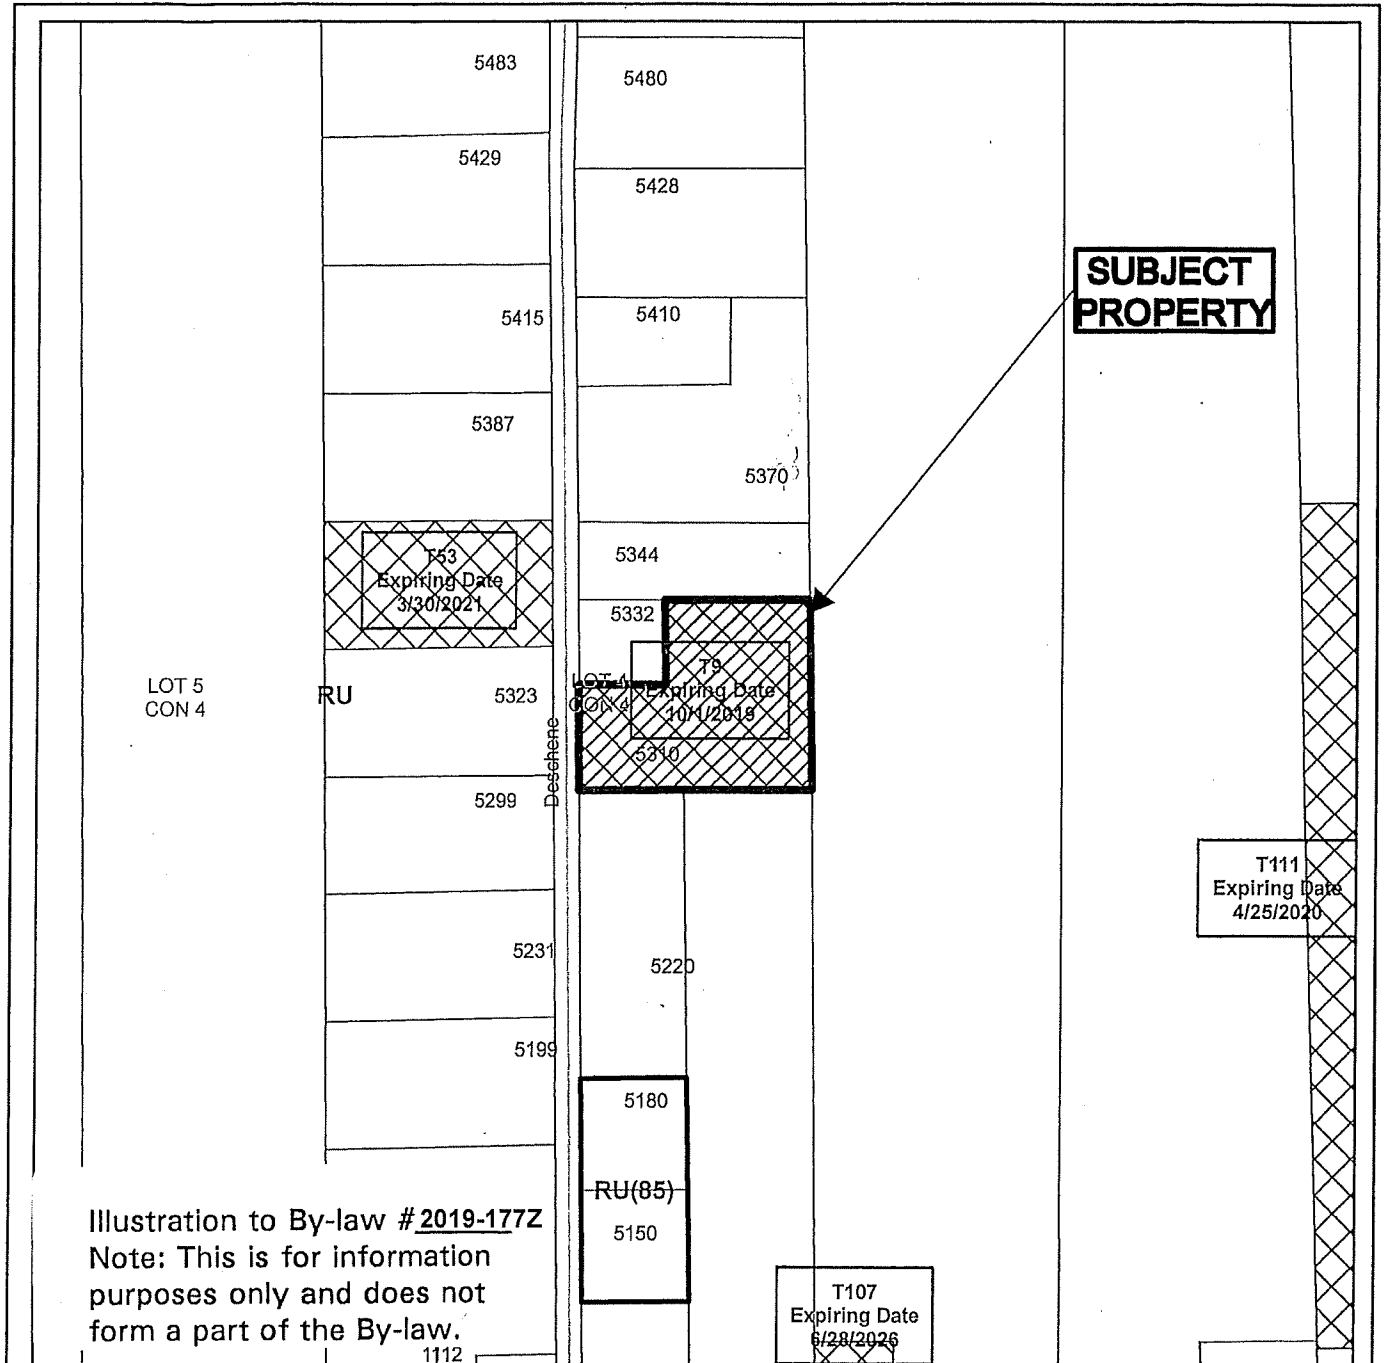 5483
5480
5429
5428
SUBJECT
PROPERTY
5415
5410
5387
5370
5344
T53
Expiring Date
3/30/2021
5332
T9
Expiring Date
10/1/2019
LOT 4
CON 4
LOT 5
CON 4
RU
5323
Deschene
5310
5299
T111
Expiring Date
4/25/2020
5231
5220
5199
5180
RU(85)
5150
Illustration to By-law # 2019-177Z
Note: This is for information
purposes only and does not
form a part of the By-law.
T107
Expiring Date
6/28/2026
1112